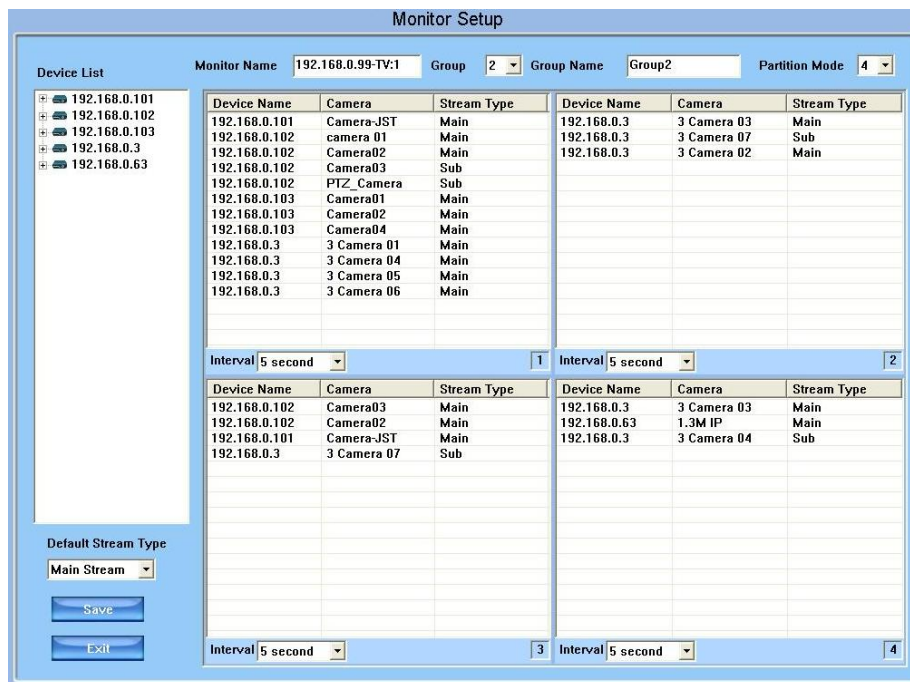 Monitor Setup
Device List
Monitor Name 192.168.0.99-TV:1 Group 2 Group Name Group2 Partition Mode 4
192.168.0.101
192.168.0.102
192.168.0.103
192.168.0.3
192.168.0.63
Device Name Camera Stream Type
192.168.0.101 Camera-JST Main
192.168.0.102 camera 01 Main
192.168.0.102 Camera02 Main
192.168.0.102 Camera03 Sub
192.168.0.102 PTZ_Camera Sub
192.168.0.103 Camera01 Main
192.168.0.103 Camera02 Main
192.168.0.103 Camera04 Main
192.168.0.3 3 Camera 01 Main
192.168.0.3 3 Camera 04 Main
192.168.0.3 3 Camera 05 Main
192.168.0.3 3 Camera 06 Main
Interval 5 second 1
Device Name Camera Stream Type
192.168.0.3 3 Camera 03 Main
192.168.0.3 3 Camera 07 Sub
192.168.0.3 3 Camera 02 Main
Interval 5 second 2
Device Name Camera Stream Type
192.168.0.102 Camera03 Main
192.168.0.102 Camera02 Main
192.168.0.101 Camera-JST Main
192.168.0.3 3 Camera 07 Sub
Interval 5 second 3
Device Name Camera Stream Type
192.168.0.3 3 Camera 03 Main
192.168.0.63 1.3M IP Main
192.168.0.3 3 Camera 04 Sub
Interval 5 second 4
Default Stream Type
Main Stream
Save
Exit